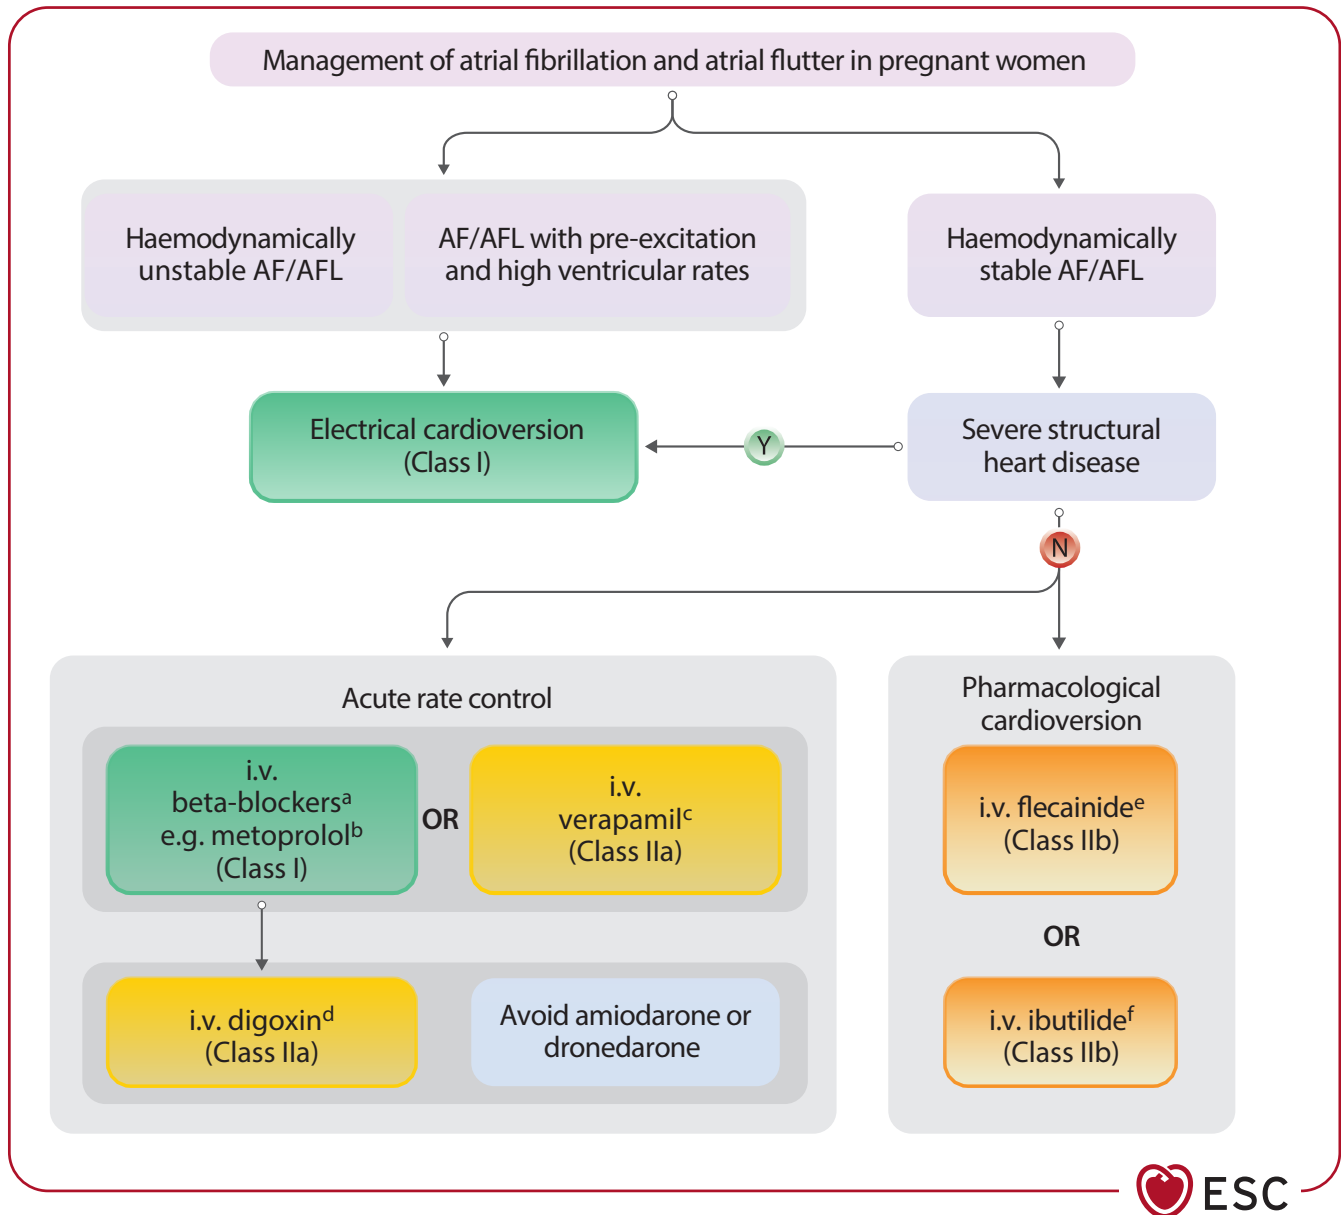 Management of atrial fibrillation and atrial flutter in pregnant women
Haemodynamically
unstable AF/AFL
AF/AFL with pre-excitation
and high ventricular rates
Haemodynamically
stable AF/AFL
Electrical cardioversion
(Class I)
Y
Severe structural
heart disease
N
Acute rate control
i.v.
beta-blockersᵃ
e.g. metoprololᵇ
(Class I)
OR
i.v.
verapamilᶜ
(Class IIa)
i.v. digoxinᵈ
(Class IIa)
Avoid amiodarone or
dronedarone
Pharmacological
cardioversion
i.v. flecainideᵉ
(Class IIb)
OR
i.v. ibutilideᶠ
(Class IIb)
ESC